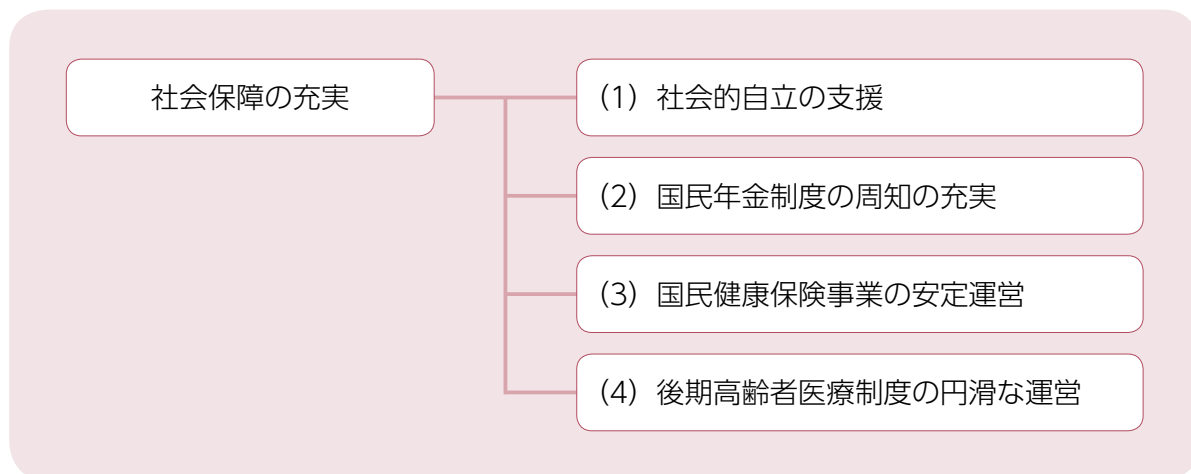 社会保障の充実
（1）社会的自立の支援
（2）国民年金制度の周知の充実
（3）国民健康保険事業の安定運営
（4）後期高齢者医療制度の円滑な運営